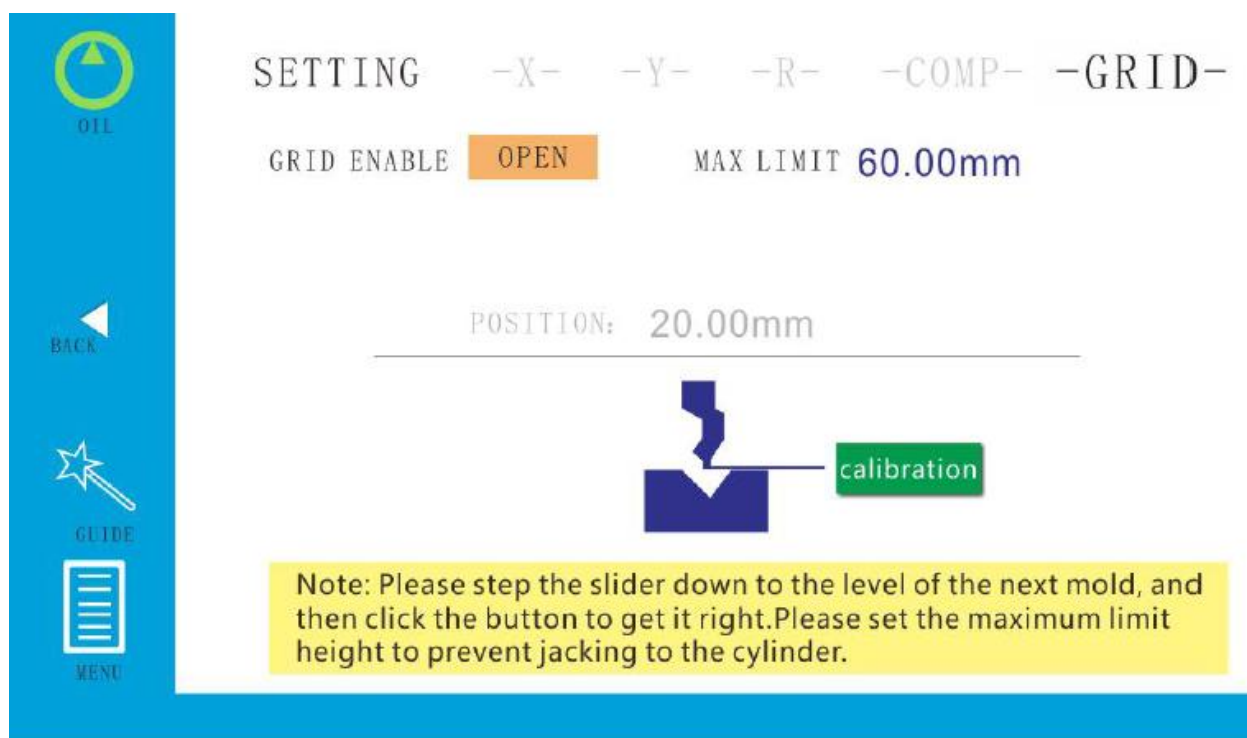 OIL
SETTING -X- -Y- -R- -COMP- -GRID-
GRID ENABLE OPEN MAX LIMIT 60.00mm
BACK
POSITION: 20.00mm
calibration
GUIDE
Note: Please step the slider down to the level of the next mold, and
then click the button to get it right.Please set the maximum limit
height to prevent jacking to the cylinder.
MENU